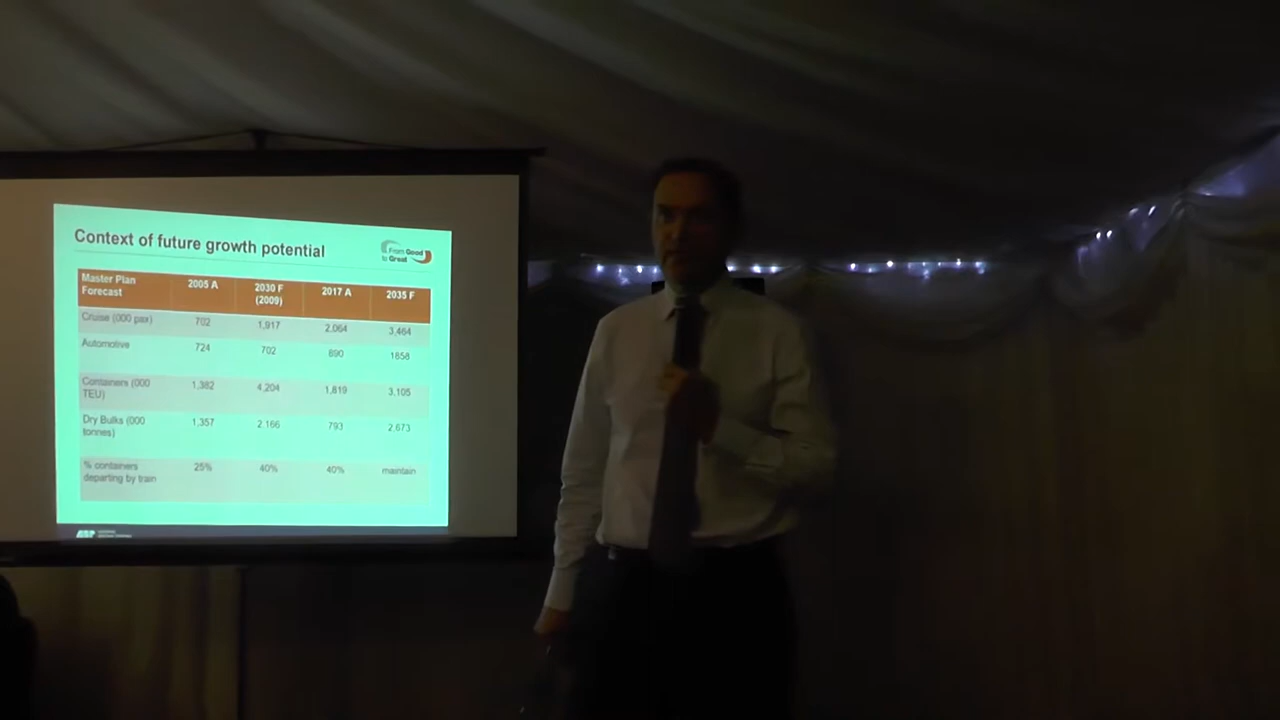 Context of future growth potential
From Good
to Great
Master Plan
Forecast
2005 A
2030 F
(2009)
2017 A
2035 F
Cruise (000 pax)
702
1,917
2,064
3,464
Automotive
724
702
890
1658
Containers (000
TEU)
1,382
4,204
1,819
3,105
Dry Bulks (000
tonnes)
1,357
2 166
793
2,673
% containers
departing by train
25%
40%
40%
maintain
ABP